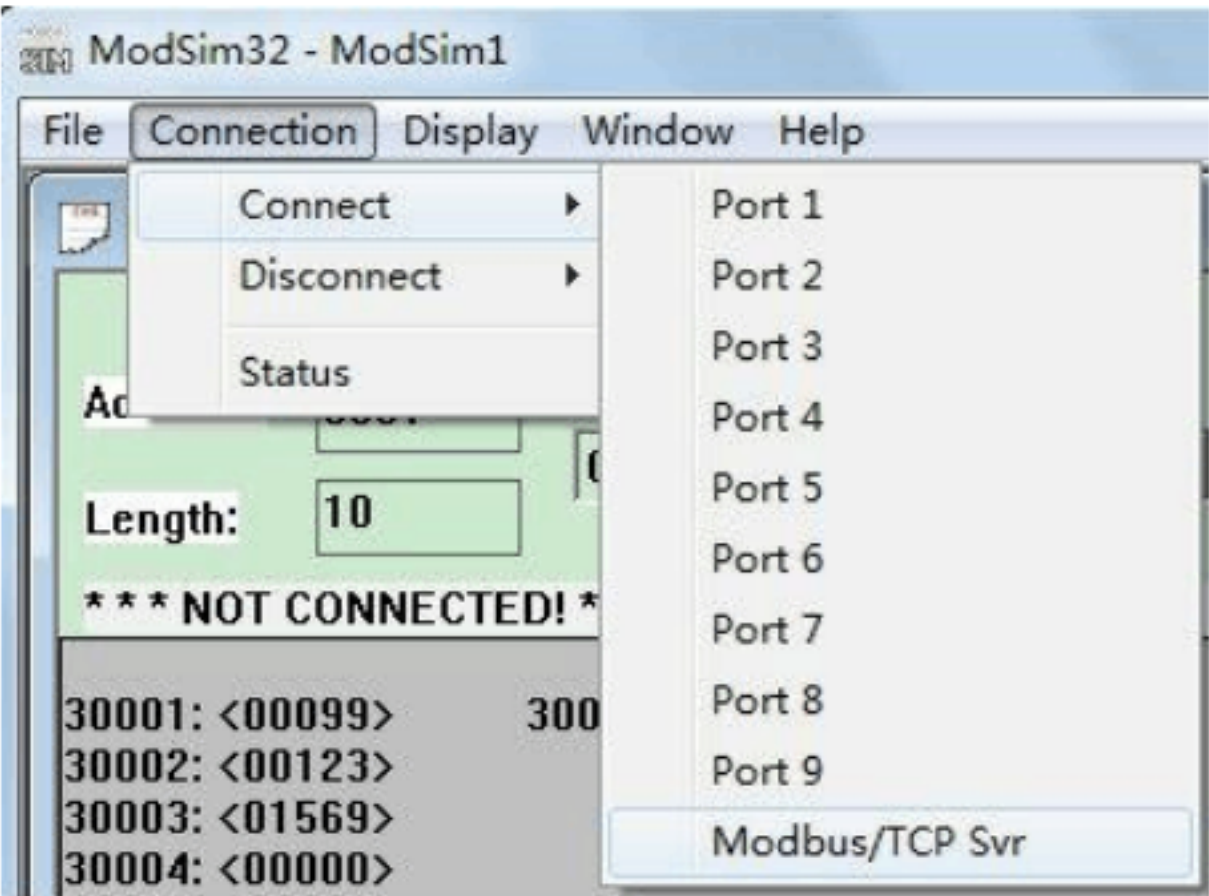 SIM ModSim32 - ModSim1
File Connection Display Window Help
Connect
Disconnect
Status
Port 1
Port 2
Port 3
Port 4
Port 5
Port 6
Port 7
Port 8
Port 9
Modbus/TCP Svr
Length: 10
* * * NOT CONNECTED! *
30001: <00099> 300
30002: <00123>
30003: <01569>
30004: <00000>